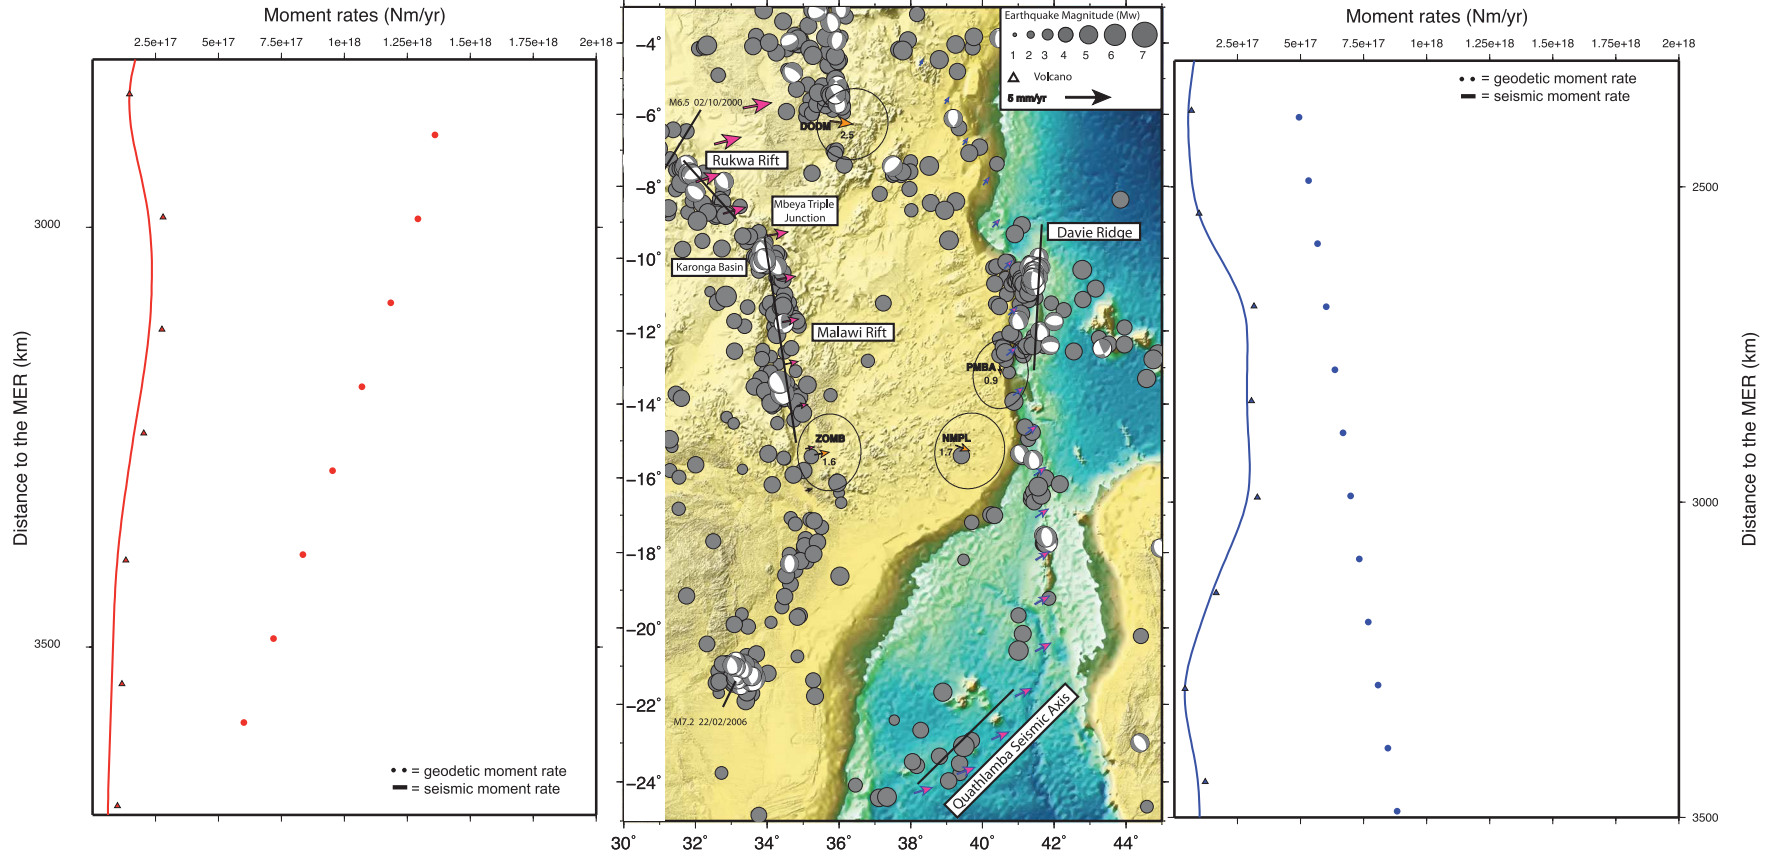 Moment rates (Nm/yr)
2.5e+17 5e+17 7.5e+17 1e+18 1.25e+18 1.5e+18 1.75e+18 2e+18
Distance to the MER (km)
3000
3500
= geodetic moment rate
= seismic moment rate
Earthquake Magnitude (Mw)
1 2 3 4 5 6 7
Volcano
5 mm/yr
−4°
−6°
−8°
−10°
−12°
−14°
−16°
−18°
−20°
−22°
−24°
30° 32° 34° 36° 38° 40° 42° 44°
M6.5 02/10/2000
DODM
2.5
Rukwa Rift
Mbeya Triple
Junction
Karonga Basin
Malawi Rift
Davie Ridge
PMBA
0.9
ZOMB
1.6
NMPL
1.7
M7.2 22/02/2006
Quathlamba Seismic Axis
Moment rates (Nm/yr)
2.5e+17 5e+17 7.5e+17 1e+18 1.25e+18 1.5e+18 1.75e+18 2e+18
= geodetic moment rate
= seismic moment rate
2500
3000
3500
Distance to the MER (km)